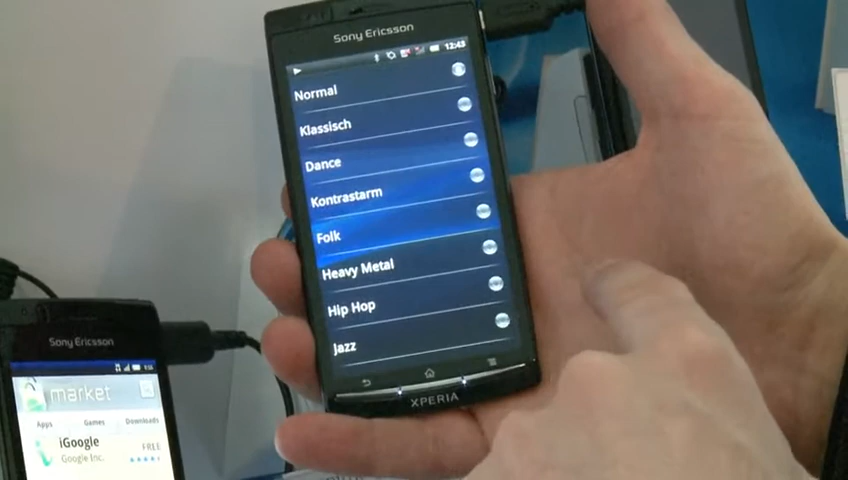 Sony Ericsson
12:43
Normal
Klassisch
Dance
Kontrastarm
Folk
Heavy Metal
Hip Hop
Jazz
XPERIA
Sony Ericsson
market
Apps Games Downloads
iGoogle FREE
Google Inc.